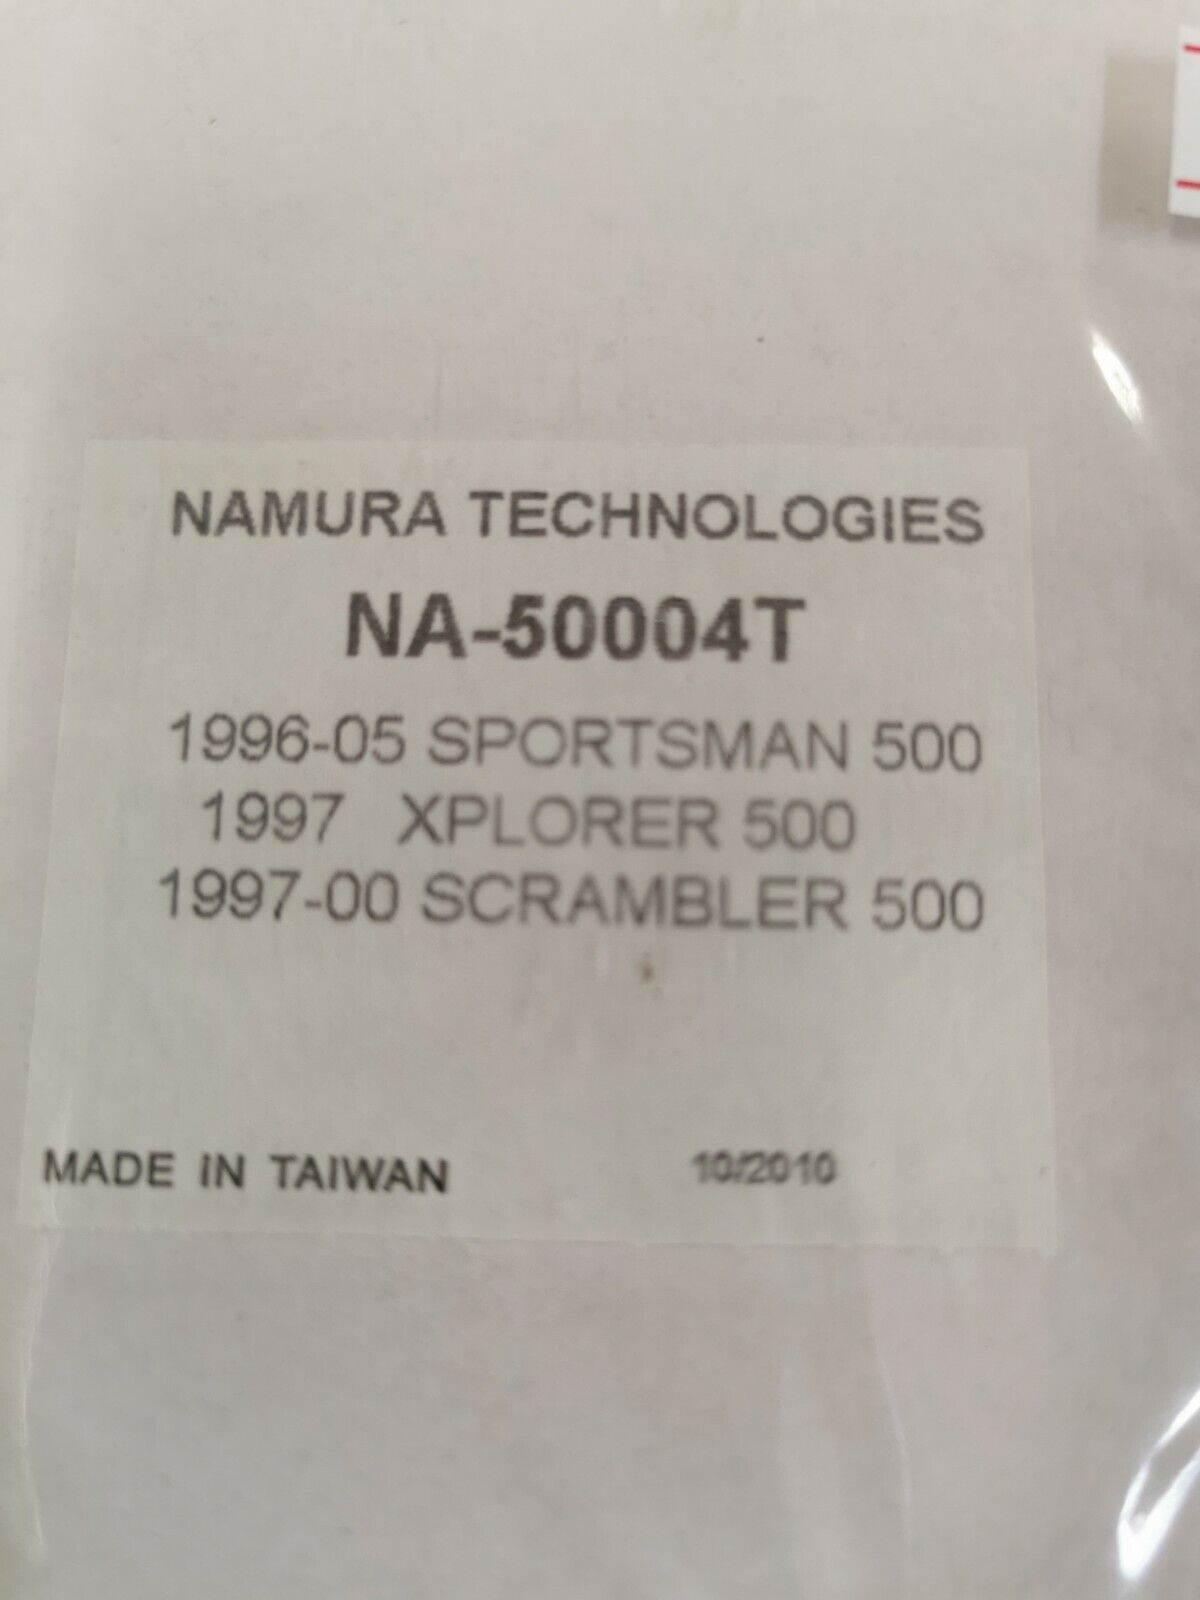 NAMURA TECHNOLOGIES
NA-50004T
1996-05 SPORTSMAN 500
1997 XPLORER 500
1997-00 SCRAMBLER 500
MADE IN TAIWAN 10/2010